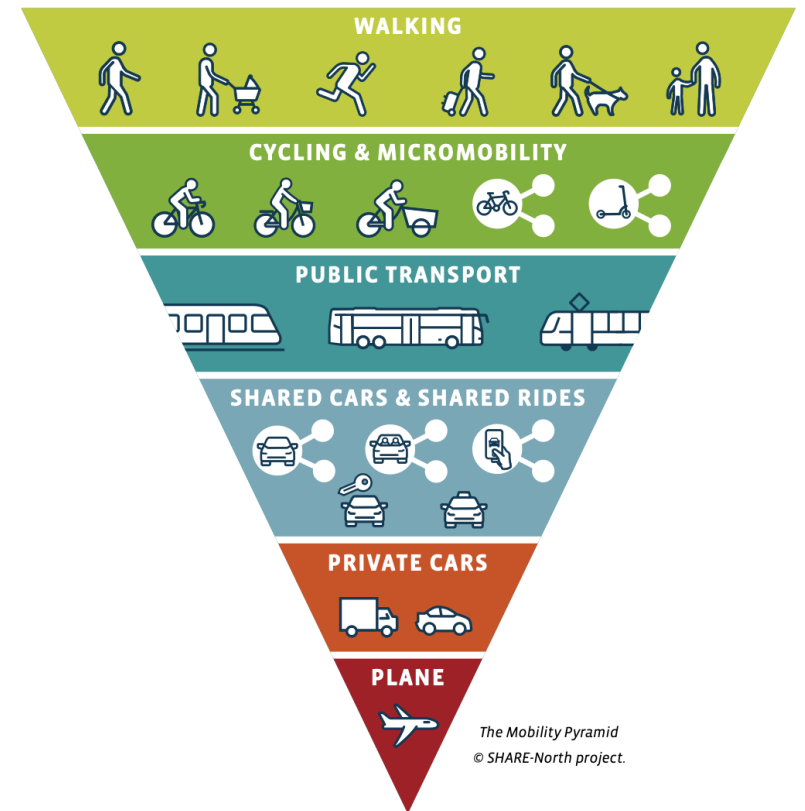 WALKING
CYCLING & MICROMOBILITY
PUBLIC TRANSPORT
SHARED CARS & SHARED RIDES
PRIVATE CARS
PLANE
The Mobility Pyramid
© SHARE-North project.